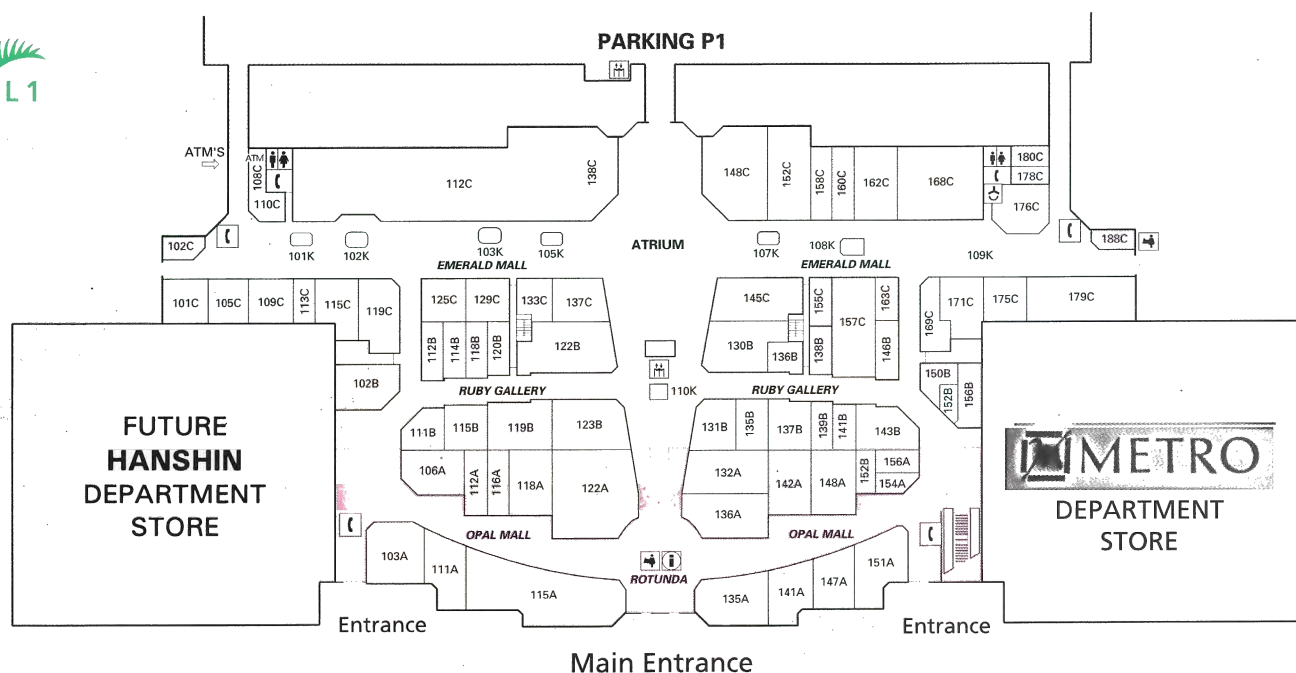 PARKING P1
L 1
ATM'S
ATM
108C
110C
112C
138C
148C
152C
158C
160C
162C
168C
180C
178C
176C
102C
101K
102K
103K
105K
ATRIUM
107K
108K
109K
188C
EMERALD MALL
EMERALD MALL
101C
105C
109C
113C
115C
119C
125C
129C
133C
137C
145C
155C
157C
163C
169C
171C
175C
179C
112B
114B
118B
120B
122B
130B
136B
138B
146B
102B
150B
152B
156B
RUBY GALLERY
110K
RUBY GALLERY
111B
115B
119B
123B
131B
135B
137B
139B
141B
143B
106A
112A
116A
118A
122A
132A
136A
142A
148A
152B
156A
154A
FUTURE
HANSHIN
DEPARTMENT
STORE
METRO
DEPARTMENT
STORE
OPAL MALL
OPAL MALL
103A
111A
115A
ROTUNDA
135A
141A
147A
151A
Entrance
Entrance
Main Entrance